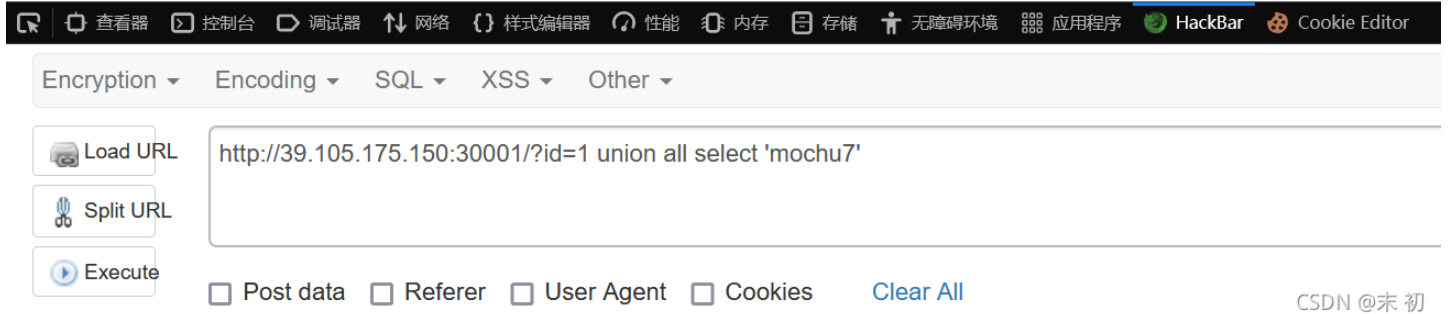 查看器 控制台 调试器 网络 {} 样式编辑器 性能 内存 存储 无障碍环境 应用程序 HackBar Cookie Editor
Encryption Encoding SQL XSS Other
Load URL
http://39.105.175.150:30001/?id=1 union all select 'mochu7'
Split URL
Execute
Post data Referer User Agent Cookies Clear All
CSDN @末 初